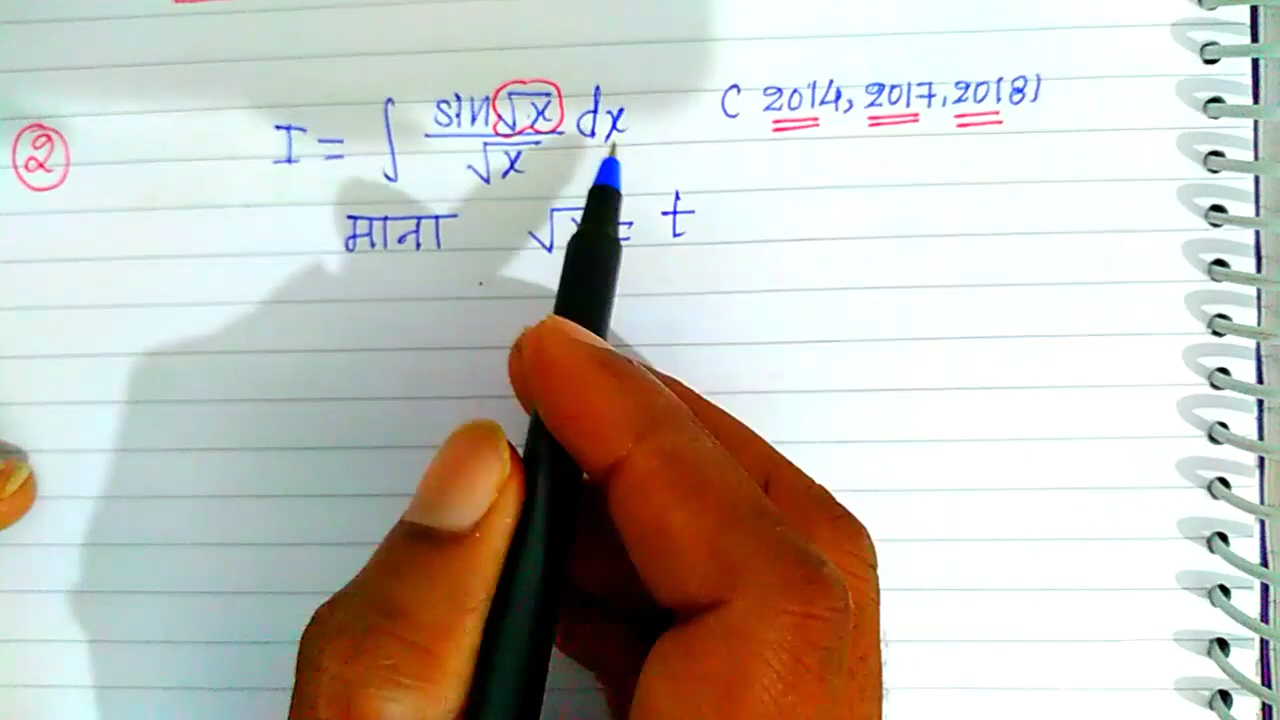 ② I = ∫ sin√x / √x dx ( 2014, 2017, 2018)
माना √x = t